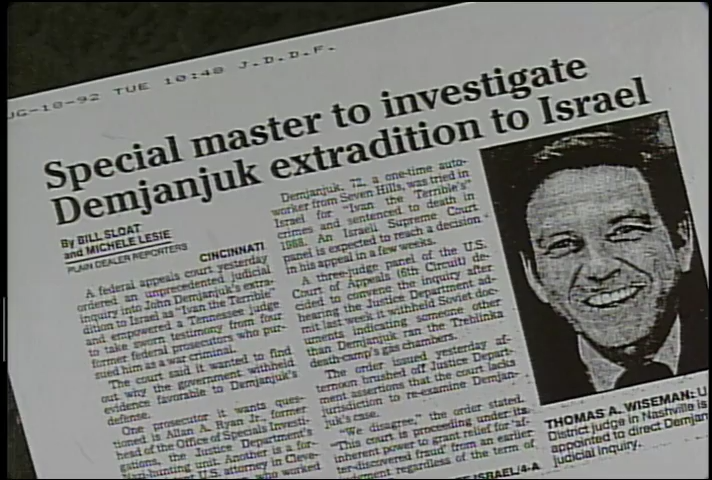 UG-18-92 TUE 10:48 J.D.D.F.
Special master to investigate
Demjanjuk extradition to Israel
By BILL SLOAT
and MICHELE LESIE
PLAIN DEALER REPORTERS
CINCINNATI
A federal appeals court yesterday
ordered an unprecedented judicial
inquiry into John Demjanjuk's extra-
dition to Israel as "Ivan the Terrible"
and empowered a Tennessee judge
to take sworn testimony from five
former federal prosecutors who pur-
sued him as a war criminal.
The court said it wanted to find
out why the government withheld
evidence favorable to Demjanjuk's
defense.
One prosecutor it wants ques-
tioned is Allan A. Ryan Jr., former
head of the Office of Specials Investi-
gations, the Justice Department's
Nazi-hunting unit. Another is a for-
U.S. attorney in Cleve-
who worked
Demjanjuk, 72, a one-time auto-
worker from Seven Hills, was tried in
Israel for "Ivan the Terrible's"
crimes and sentenced to death in
1988. An Israeli Supreme Court
panel is expected to reach a decision
in his appeal in a few weeks.
A three-judge panel of the U.S.
Court of Appeals (6th Circuit) de-
cided to compel the inquiry after
hearing the Justice Department ad-
mit last week it withheld Soviet doc-
uments indicating someone other
than Demjanjuk ran the Treblinka
death-camp's gas chambers.
The order issued yesterday af-
ternoon brushed off Justice Depart-
ment assertions that the court lacks
jurisdiction to re-examine Demjan-
juk's case.
"We disagree," the order stated.
"This court is proceeding under its
inherent power to grant relief for 'af-
ter-discovered fraud' from an earlier
judgement regardless of the term of
ISRAEL/4-A
THOMAS A. WISEMAN: U
District judge in Nashville is
appointed to direct Demjan
judicial inquiry.